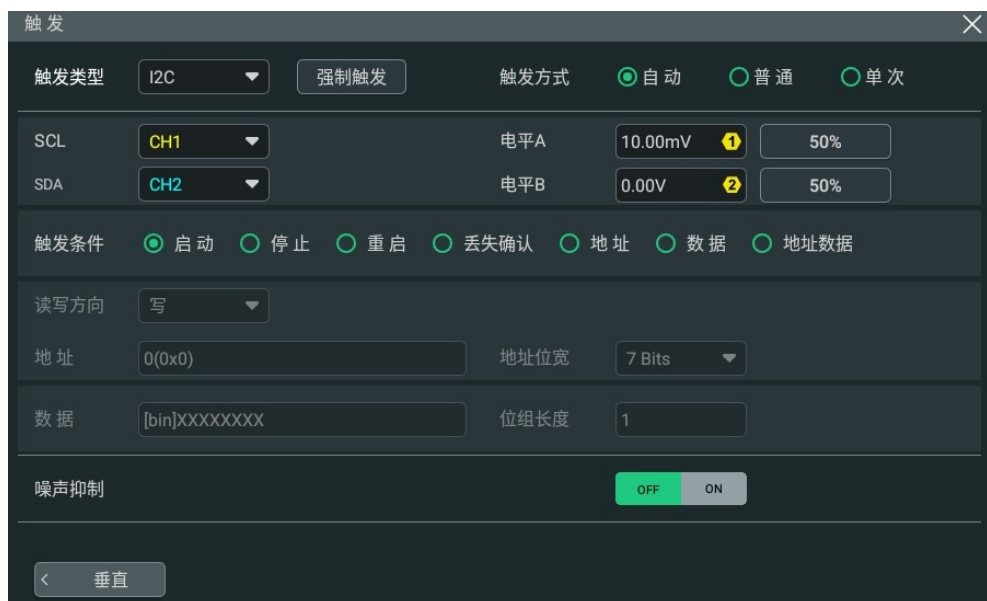 触发
触发类型 I2C 强制触发 触发方式 自动 普通 单次
SCL CH1 电平A 10.00mV 1 50%
SDA CH2 电平B 0.00V 2 50%
触发条件 启动 停止 重启 丢失确认 地址 数据 地址数据
读写方向 写
地址 0(0x0) 地址位宽 7 Bits
数据 [bin]XXXXXXXX 位组长度 1
噪声抑制 OFF ON
< 垂直